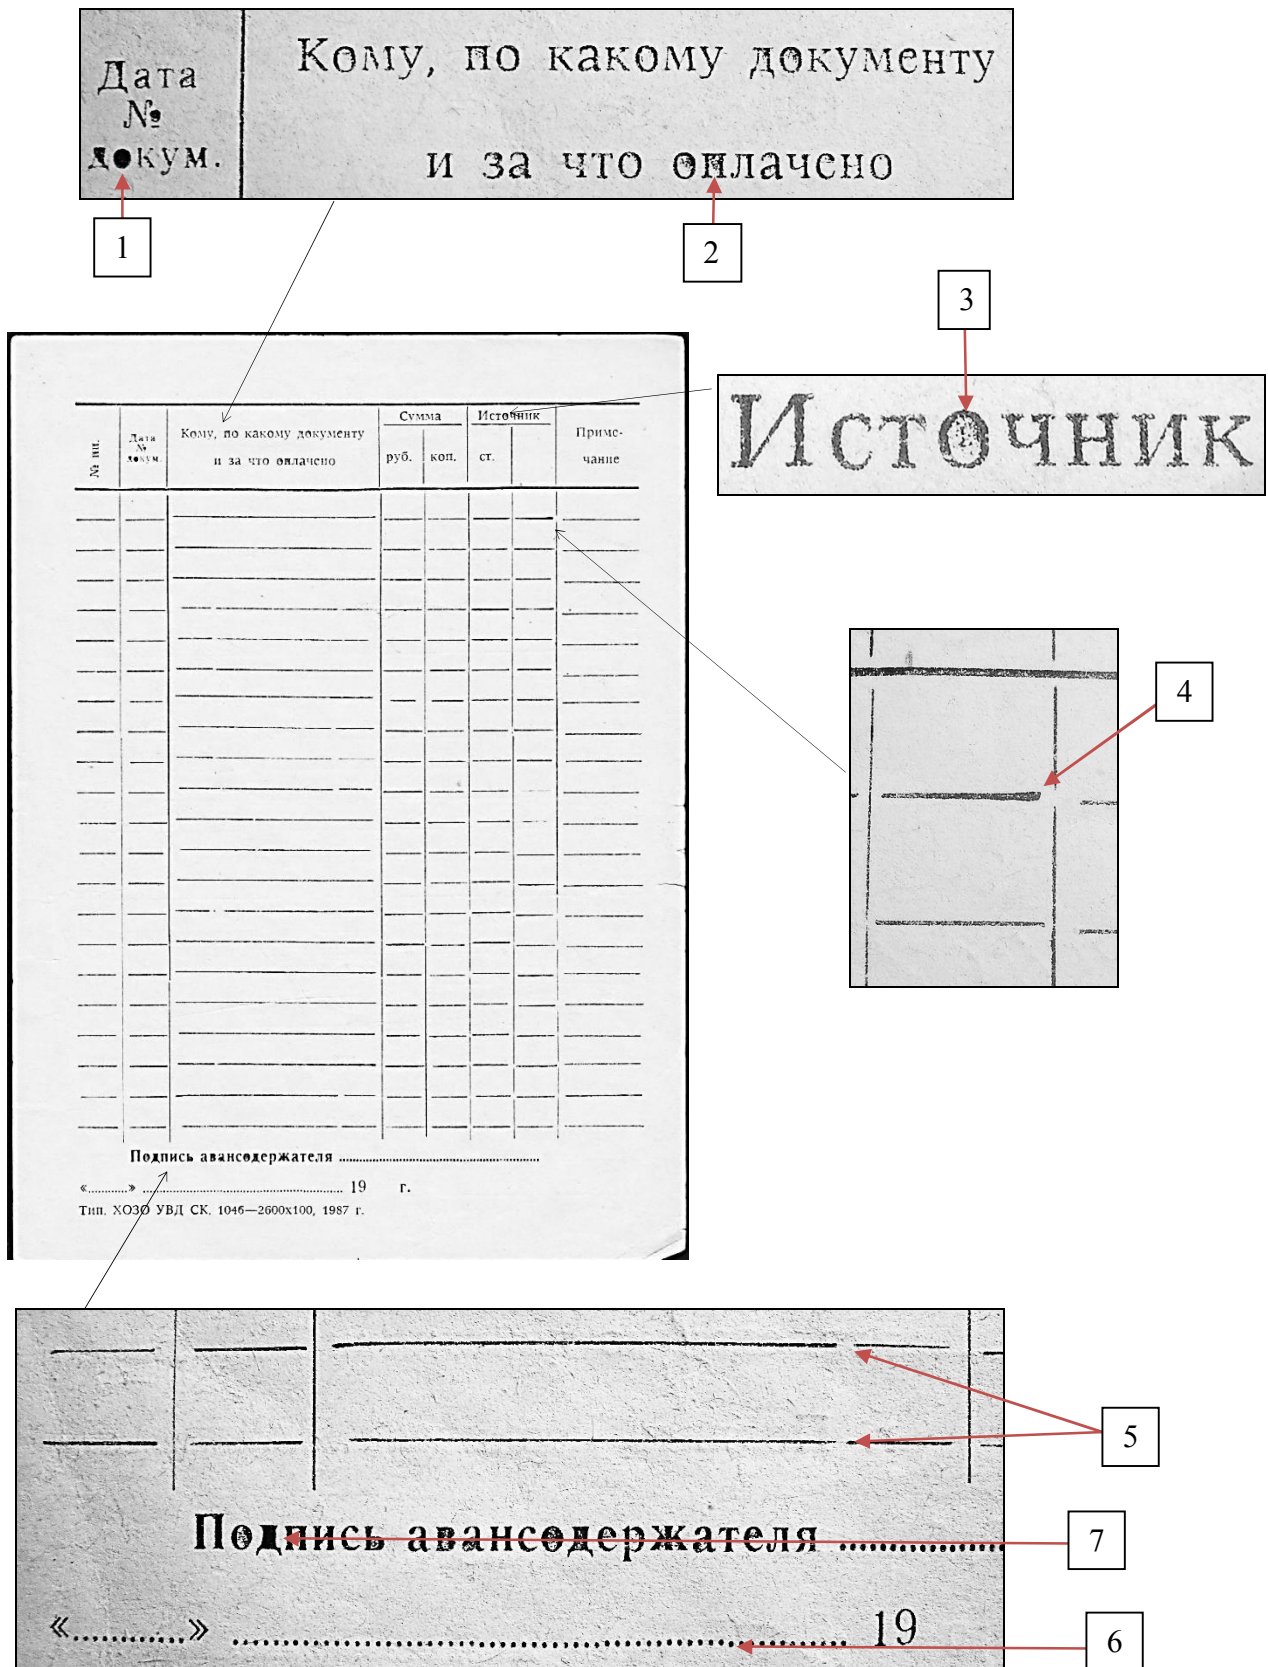 Дата
№
докум.
Кому, по какому документу
и за что оплачено
1
2
3
Источник
№ пп.
Дата
№
докум.
Кому, по какому документу
и за что оплачено
Сумма
руб.
коп.
Источник
ст.
Приме-
чание
4
Подпись авансодержателя ........................
«.........» ........................ 19 г.
Тип. ХОЗО УВД СК. 1046—2600х100, 1987 г.
5
Подпись авансодержателя ..................
7
«.........» ........................ 19
6